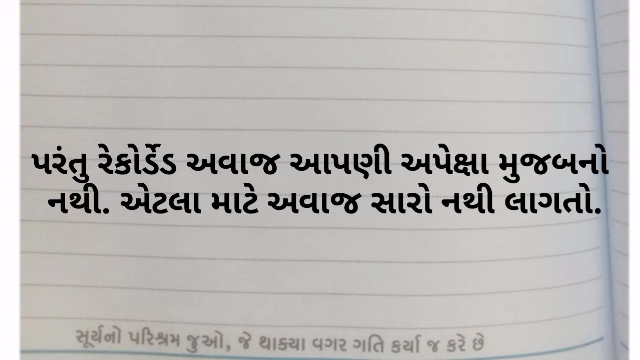 પરંતુ રેકોર્ડેડ અવાજ આપણી અપેક્ષા મુજબનો
નથી. એટલા માટે અવાજ સારો નથી લાગતો.
સૂર્યનો પરિશ્રમ જુઓ, જે થાક્યા વગર ગતિ કર્યા જ કરે છે